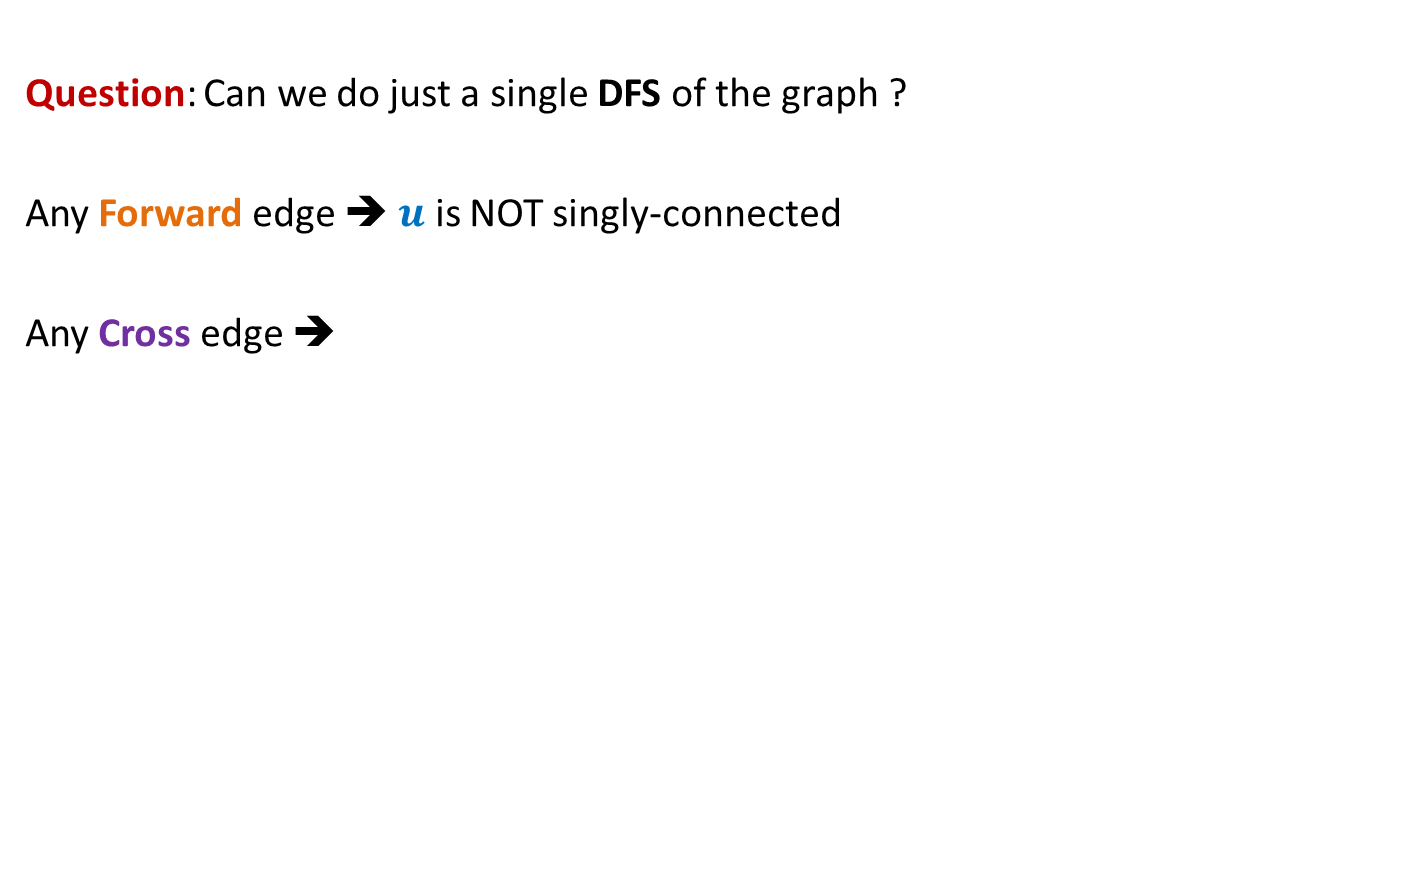 Question: Can we do just a single DFS of the graph ?
Any Forward edge ➔ u is NOT singly-connected
Any Cross edge ➔